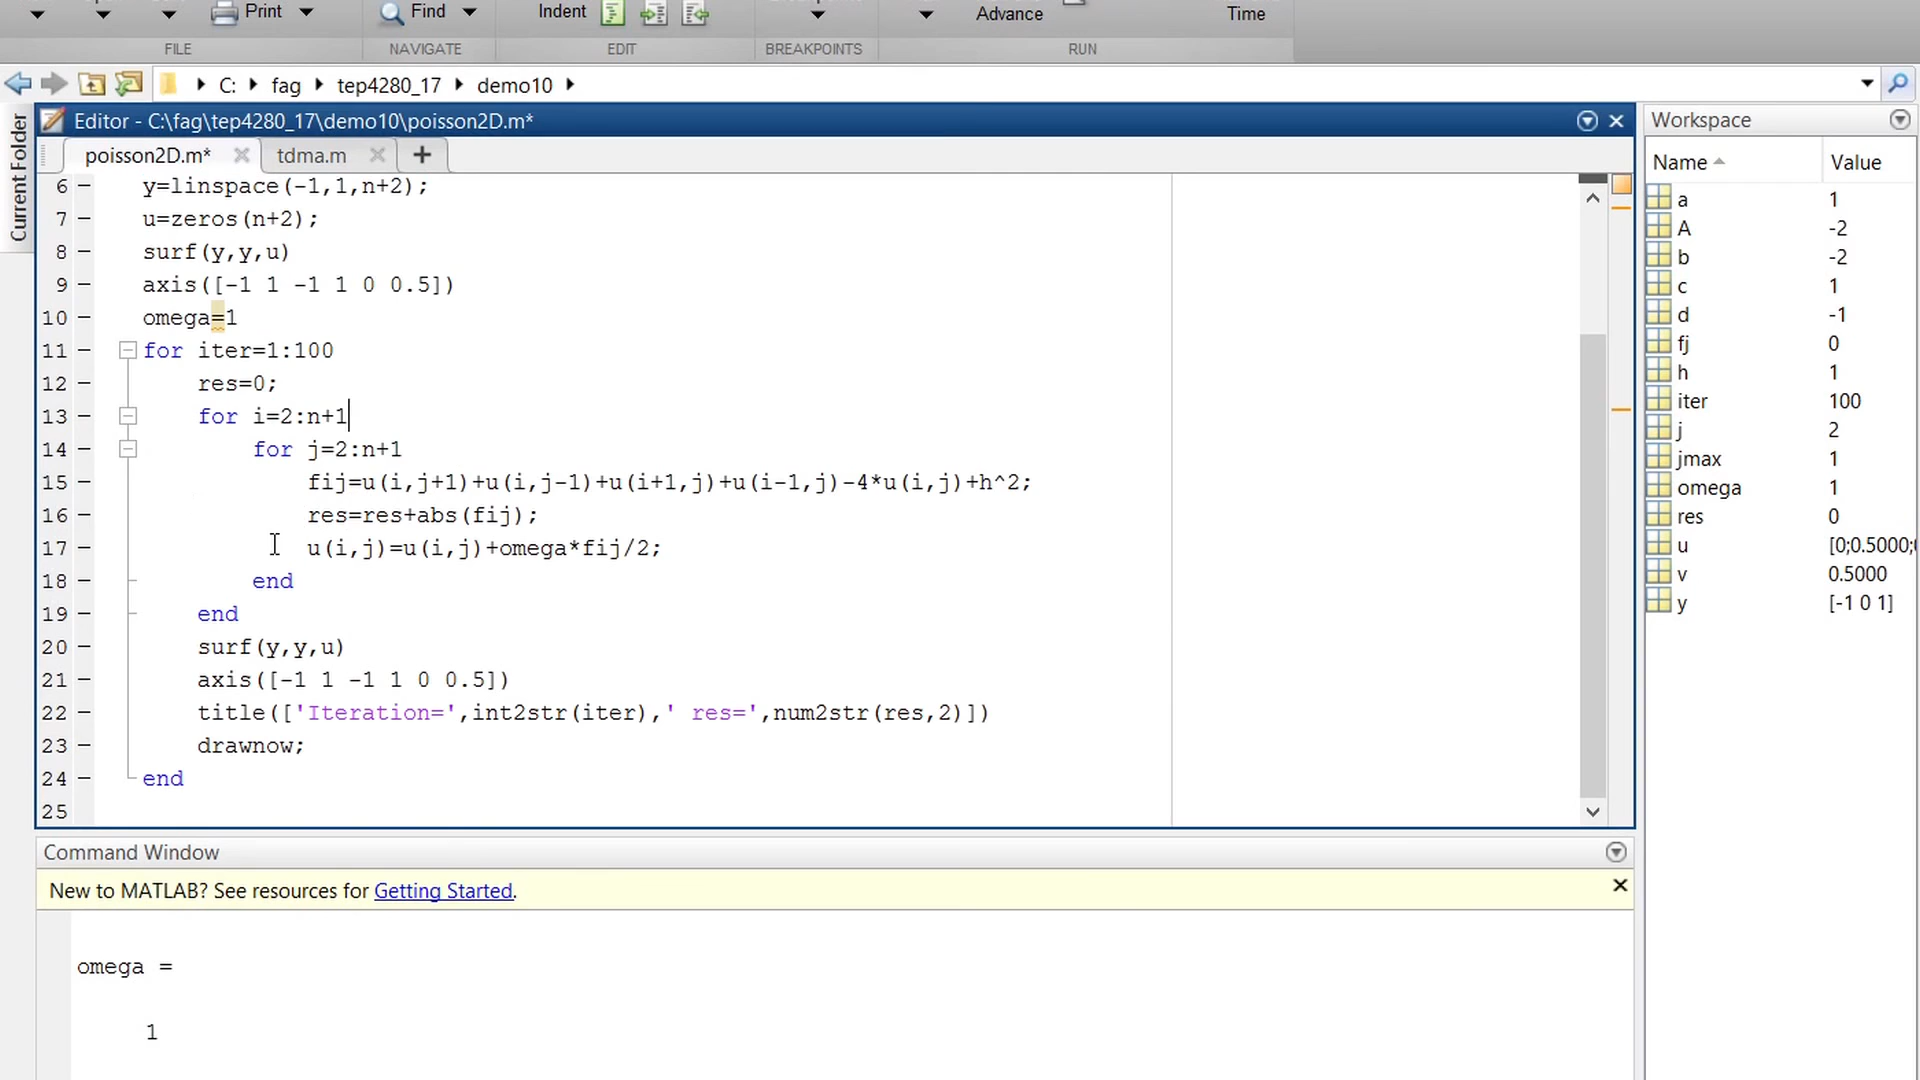 Print Find Indent Advance Time
FILE NAVIGATE EDIT BREAKPOINTS RUN
C: fag tep4280_17 demo10
Current Folder
Editor - C:\fag\tep4280_17\demo10\poisson2D.m*
poisson2D.m* tdma.m
6 y=linspace(-1,1,n+2);
7 u=zeros(n+2);
8 surf(y,y,u)
9 axis([-1 1 -1 1 0 0.5])
10 omega=1
11 for iter=1:100
12 res=0;
13 for i=2:n+1
14 for j=2:n+1
15 fij=u(i,j+1)+u(i,j-1)+u(i+1,j)+u(i-1,j)-4*u(i,j)+h^2;
16 res=res+abs(fij);
17 u(i,j)=u(i,j)+omega*fij/2;
18 end
19 end
20 surf(y,y,u)
21 axis([-1 1 -1 1 0 0.5])
22 title(['Iteration=',int2str(iter),' res=',num2str(res,2)])
23 drawnow;
24 end
25
Command Window
New to MATLAB? See resources for Getting Started.
omega =
1
Workspace
Name Value
a 1
A -2
b -2
c 1
d -1
fj 0
h 1
iter 100
j 2
jmax 1
omega 1
res 0
u [0;0.5000;
v 0.5000
y [-1 0 1]